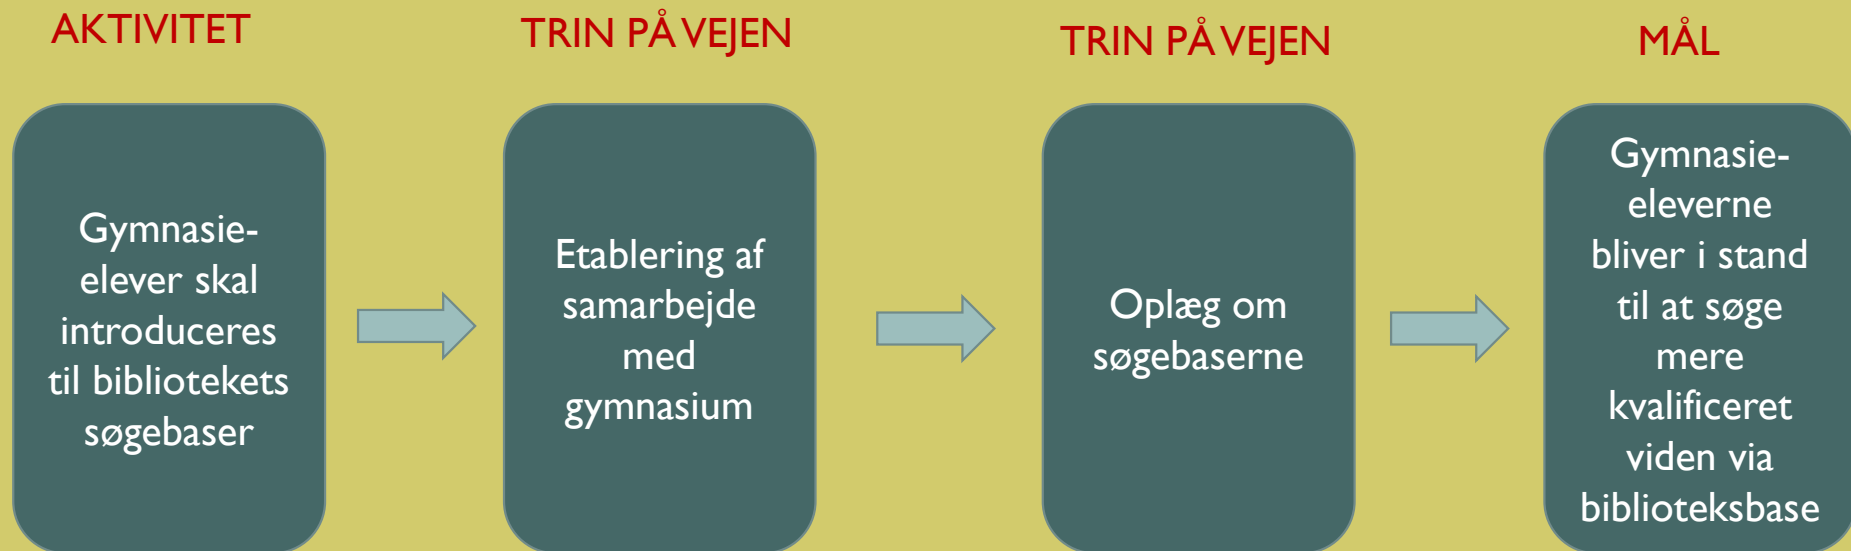 AKTIVITET
TRIN PÅ VEJEN
TRIN PÅ VEJEN
MÅL
Gymnasie-
elever skal
introduceres
til bibliotekets
søgebaser
Etablering af
samarbejde
med
gymnasium
Oplæg om
søgebaserne
Gymnasie-
eleverne
bliver i stand
til at søge
mere
kvalificeret
viden via
biblioteksbase